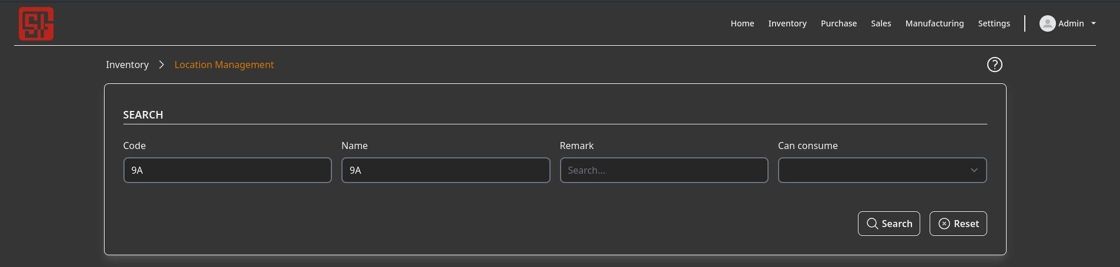 Home Inventory Purchase Sales Manufacturing Settings Admin
Inventory > Location Management
SEARCH
Code Name Remark Can consume
9A 9A Search...
Search Reset